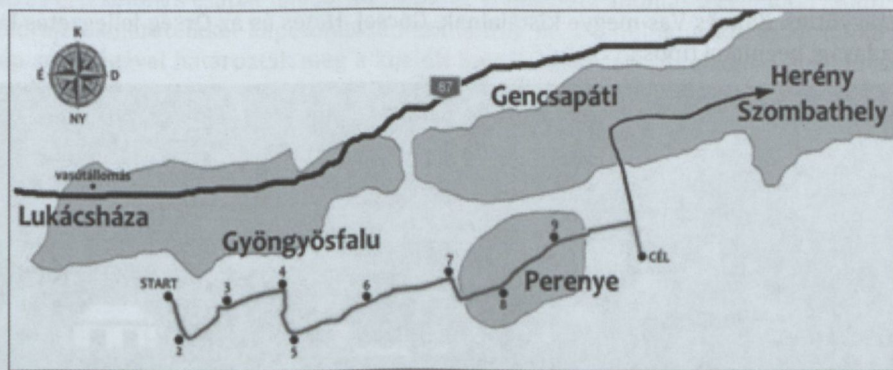 K
É D
NY
87
Gencsapáti
Herény
Szombathely
vasútállomás
Lukácsháza
Gyöngyösfalu
START
2
3
4
5
6
7
8
9
Perenye
CÉL